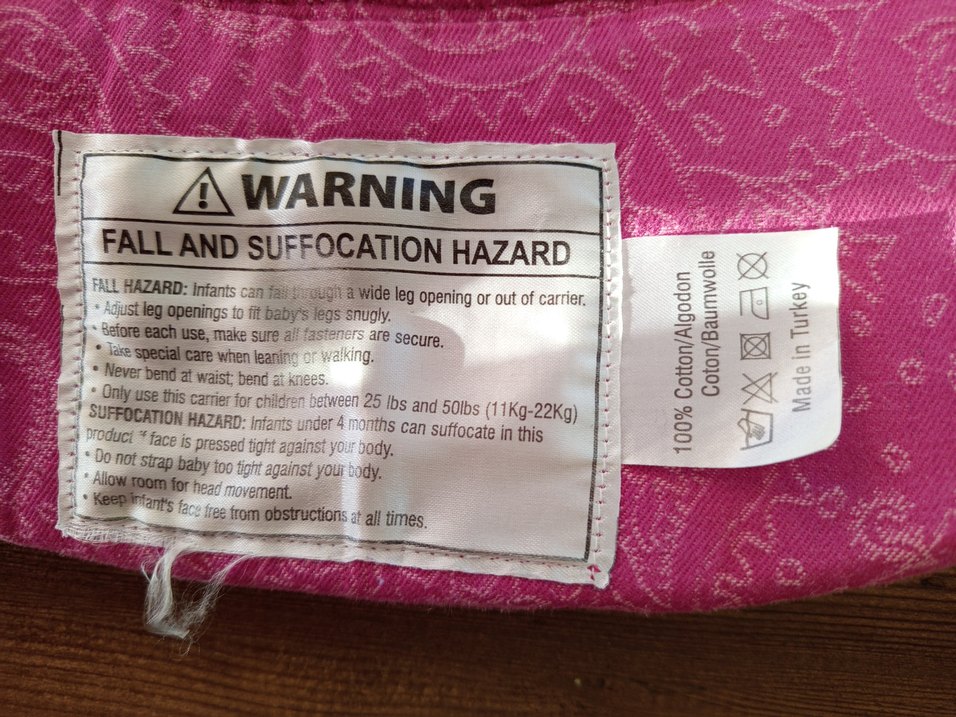 WARNING
FALL AND SUFFOCATION HAZARD
FALL HAZARD: Infants can fall through a wide leg opening or out of carrier.
• Adjust leg openings to fit baby's legs snugly.
• Before each use, make sure all fasteners are secure.
• Take special care when leaning or walking.
• Never bend at waist; bend at knees.
• Only use this carrier for children between 25 lbs and 50lbs (11Kg-22Kg)
SUFFOCATION HAZARD: Infants under 4 months can suffocate in this
product face is pressed tight against your body.
• Do not strap baby too tight against your body.
• Allow room for head movement.
• Keep infant's face free from obstructions at all times.
100% Cotton/Algodon
Coton/Baumwolle
Made in Turkey